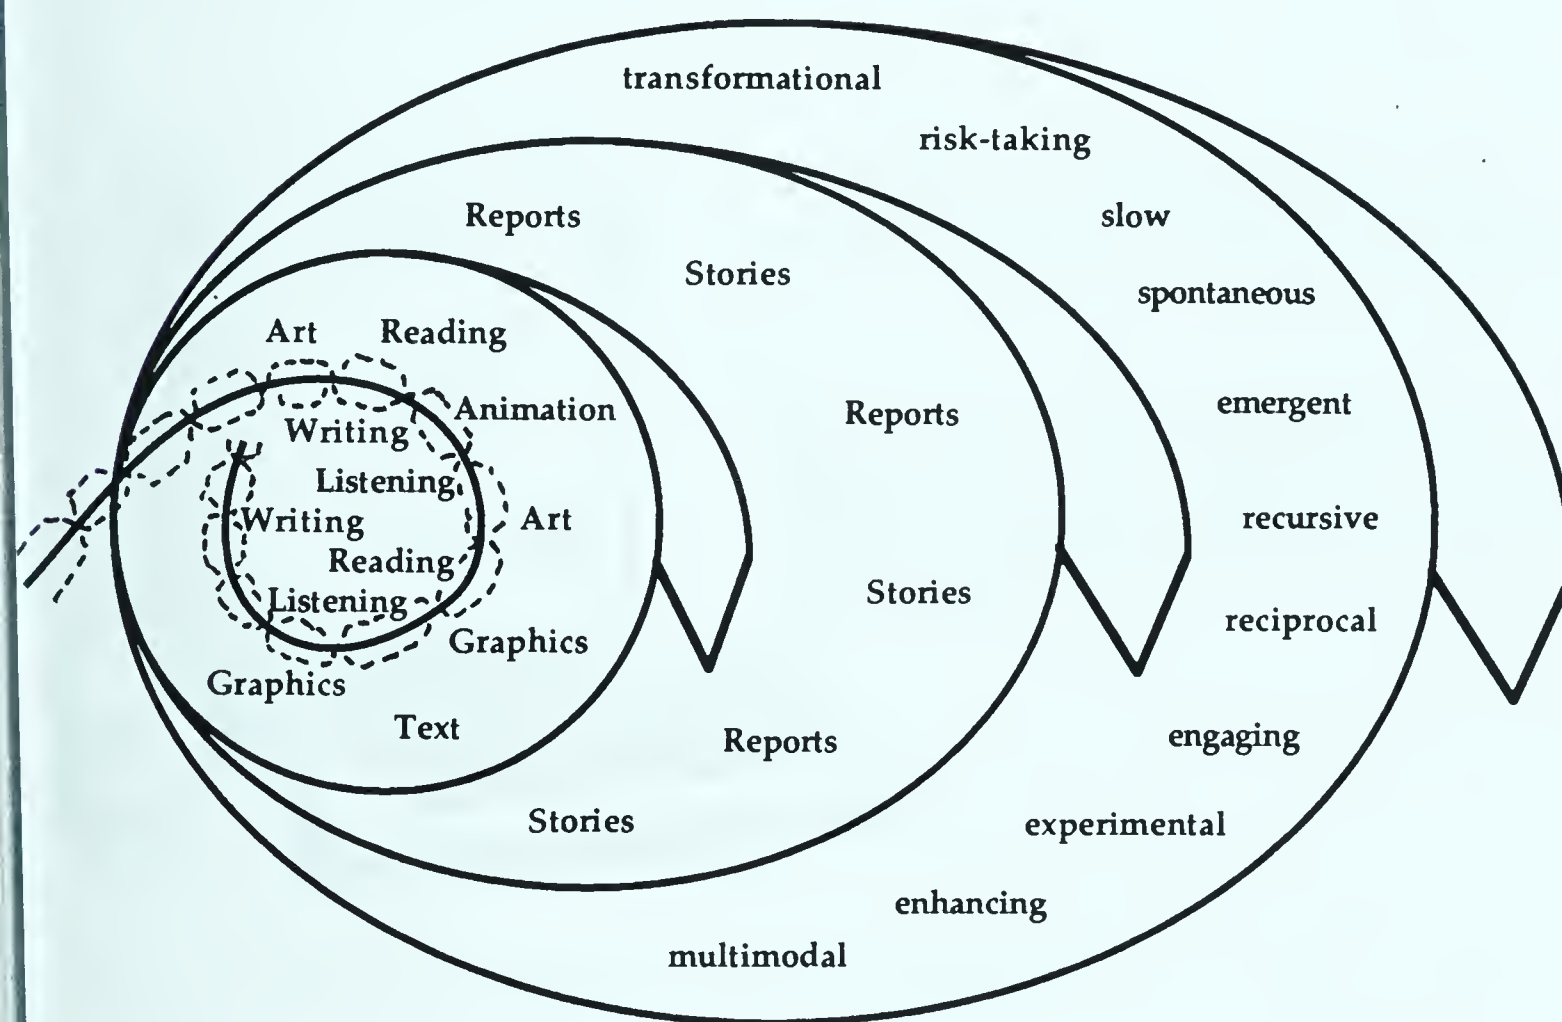 transformational
risk-taking
slow
spontaneous
emergent
recursive
reciprocal
engaging
experimental
enhancing
multimodal
Reports
Stories
Reports
Stories
Reports
Stories
Art
Reading
Animation
Art
Graphics
Text
Graphics
Writing
Listening
Writing
Reading
Listening